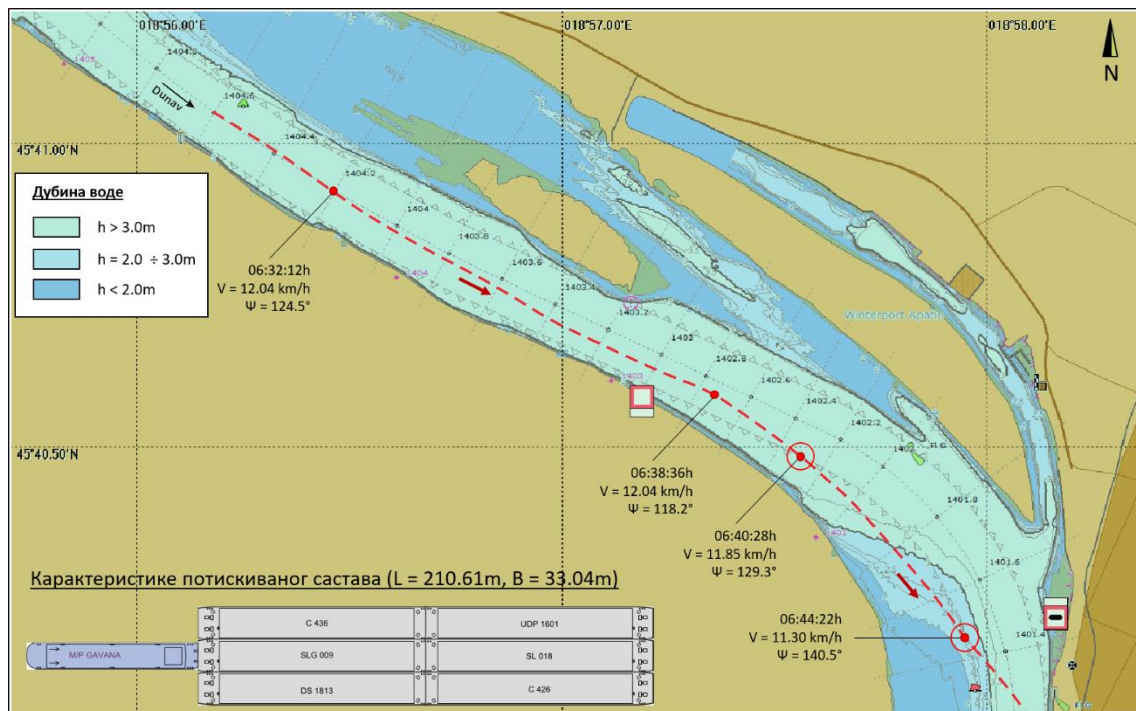 018°56.00'E
018°57.00'E
018°58.00'E
N
1405
1404.8
1404.6
Dunav
1404.4
45°41.00'N
1404.2
Дубина воде
h > 3.0m
h = 2.0 ÷ 3.0m
h < 2.0m
1404
1403.8
1404
1403.6
1403.4
06:32:12h
V = 12.04 km/h
Ψ = 124.5°
1403.2
Winterport Apatin
1403
1402.8
1403
1402.6
1402.4
1402.2
45°40.50'N
1402
Fl G
06:38:36h
V = 12.04 km/h
Ψ = 118.2°
1401.8
1402
06:40:28h
V = 11.85 km/h
Ψ = 129.3°
1401.6
Карактеристике потискиваног састава (L = 210.61m, B = 33.04m)
06:44:22h
V = 11.30 km/h
Ψ = 140.5°
1401.4
C 436
UDP 1601
M/P GAVANA
SLG 009
SL 018
DS 1813
C 426
Fl G